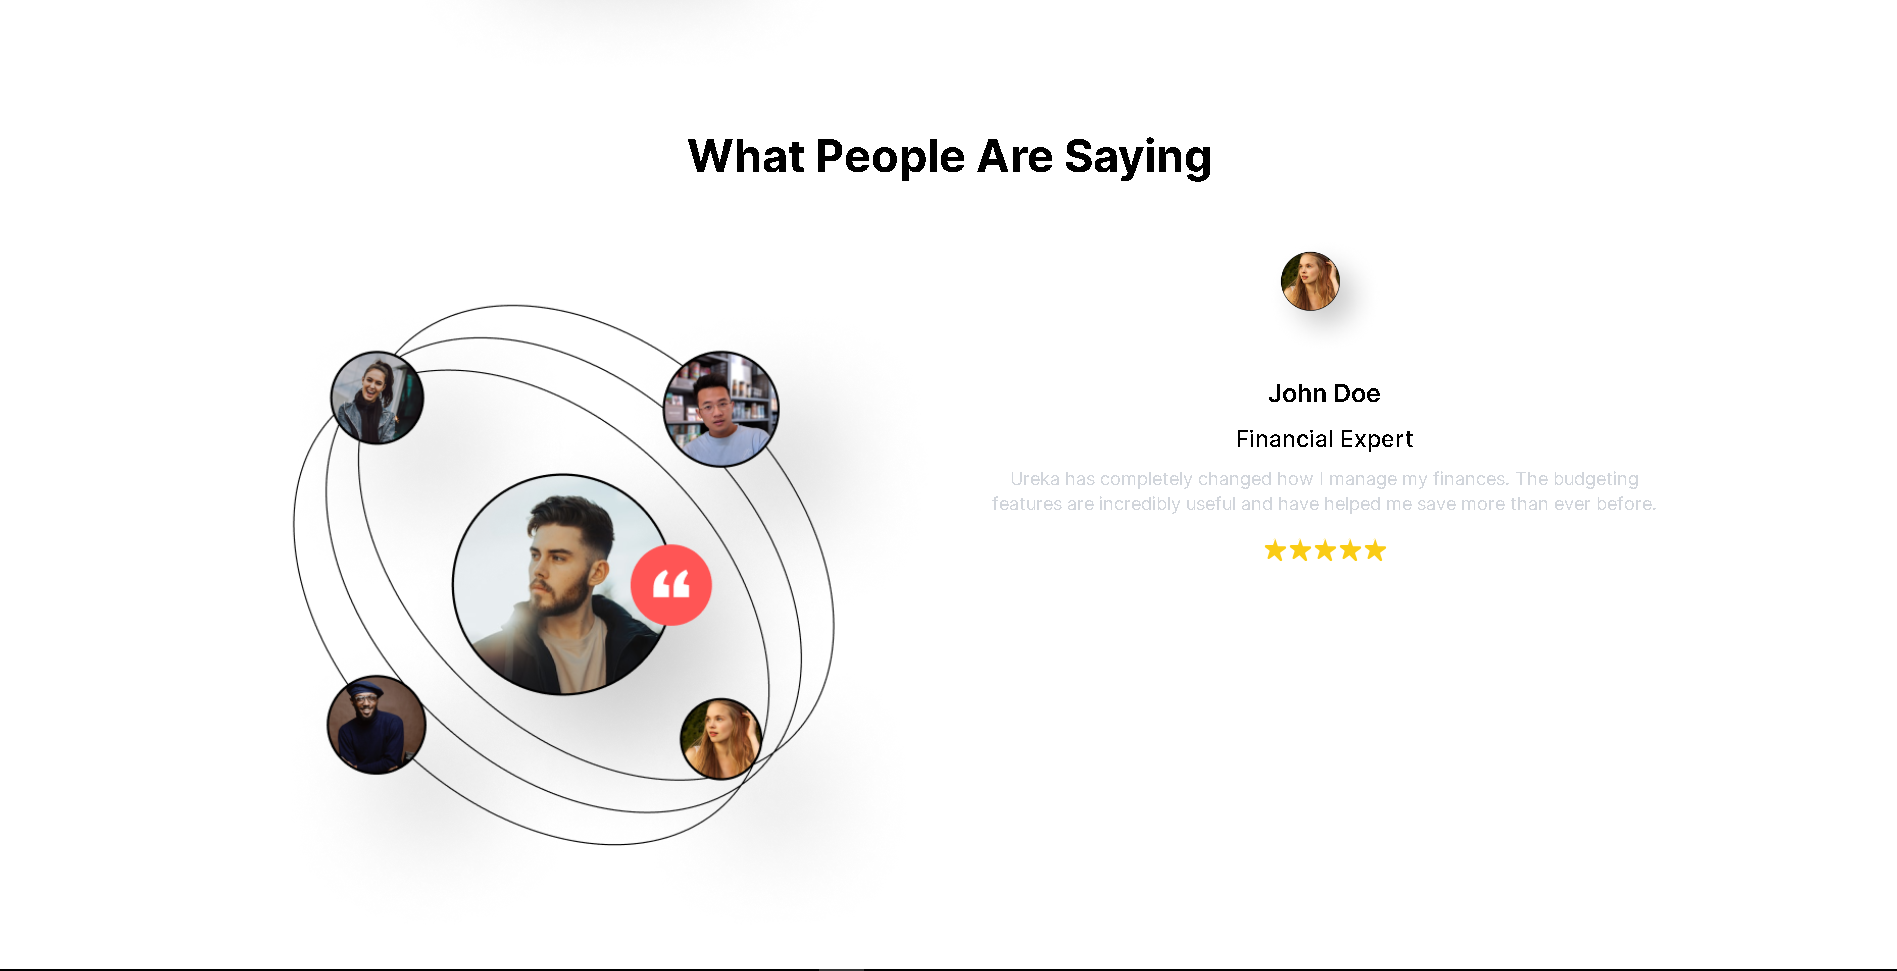 What People Are Saying
John Doe
Financial Expert
Ureka has completely changed how I manage my finances. The budgeting
features are incredibly useful and have helped me save more than ever before.